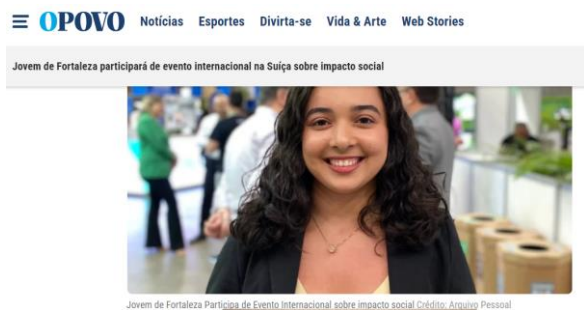 OPOVO Notícias Esportes Divirta-se Vida & Arte Web Stories
Jovem de Fortaleza participará de evento internacional na Suíça sobre impacto social
Jovem de Fortaleza Participa de Evento Internacional sobre impacto social Crédito: Arquivo Pessoal